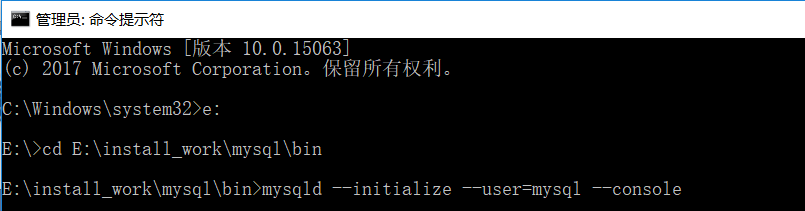 管理员: 命令提示符
Microsoft Windows [版本 10.0.15063]
(c) 2017 Microsoft Corporation。保留所有权利。
C:\Windows\system32>e:
E:\>cd E:\install_work\mysql\bin
E:\install_work\mysql\bin>mysqld --initialize --user=mysql --console